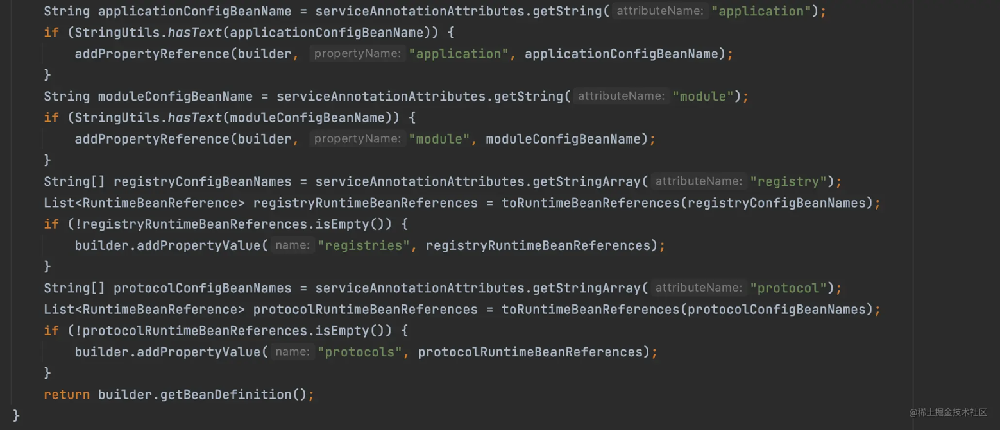 String applicationConfigBeanName = serviceAnnotationAttributes.getString( attributeName: "application");
if (StringUtils.hasText(applicationConfigBeanName)) {
addPropertyReference(builder, propertyName: "application", applicationConfigBeanName);
}
String moduleConfigBeanName = serviceAnnotationAttributes.getString( attributeName: "module");
if (StringUtils.hasText(moduleConfigBeanName)) {
addPropertyReference(builder, propertyName: "module", moduleConfigBeanName);
}
String[] registryConfigBeanNames = serviceAnnotationAttributes.getStringArray( attributeName: "registry");
List<RuntimeBeanReference> registryRuntimeBeanReferences = toRuntimeBeanReferences(registryConfigBeanNames);
if (!registryRuntimeBeanReferences.isEmpty()) {
builder.addPropertyValue( name: "registries", registryRuntimeBeanReferences);
}
String[] protocolConfigBeanNames = serviceAnnotationAttributes.getStringArray( attributeName: "protocol");
List<RuntimeBeanReference> protocolRuntimeBeanReferences = toRuntimeBeanReferences(protocolConfigBeanNames);
if (!protocolRuntimeBeanReferences.isEmpty()) {
builder.addPropertyValue( name: "protocols", protocolRuntimeBeanReferences);
}
return builder.getBeanDefinition();
}
@稀土掘金技术社区